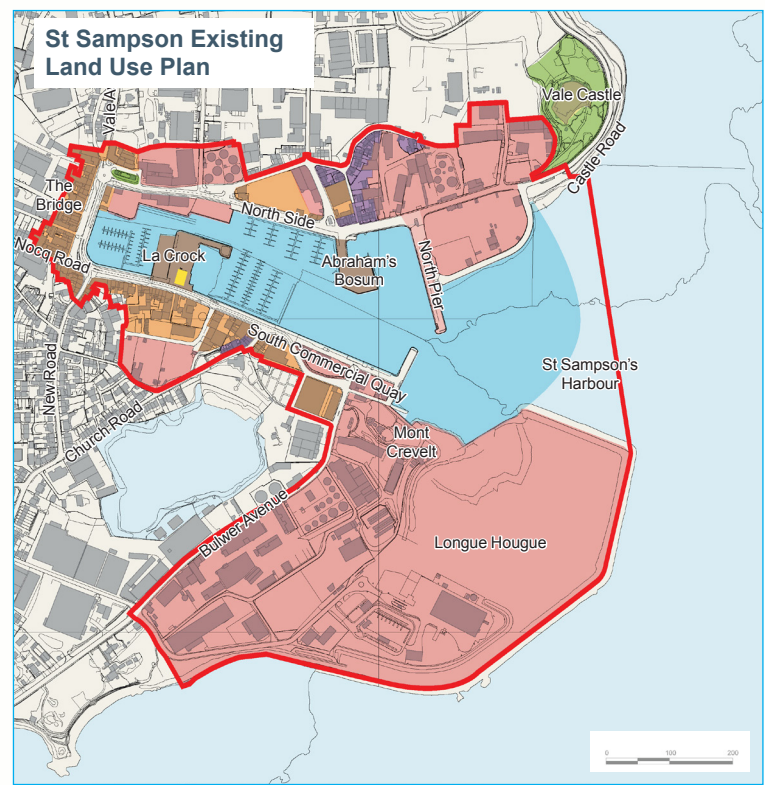 St Sampson Existing
Land Use Plan
Vale A
Vale Castle
Castle Road
The
Bridge
North Side
Nocq Road
La Crock
Abraham's
Bosum
North Pier
South Commercial Quay
St Sampson's
Harbour
New Road
Church Road
Mont
Crevelt
Bulwer Avenue
Longue Hougue
0 100 200